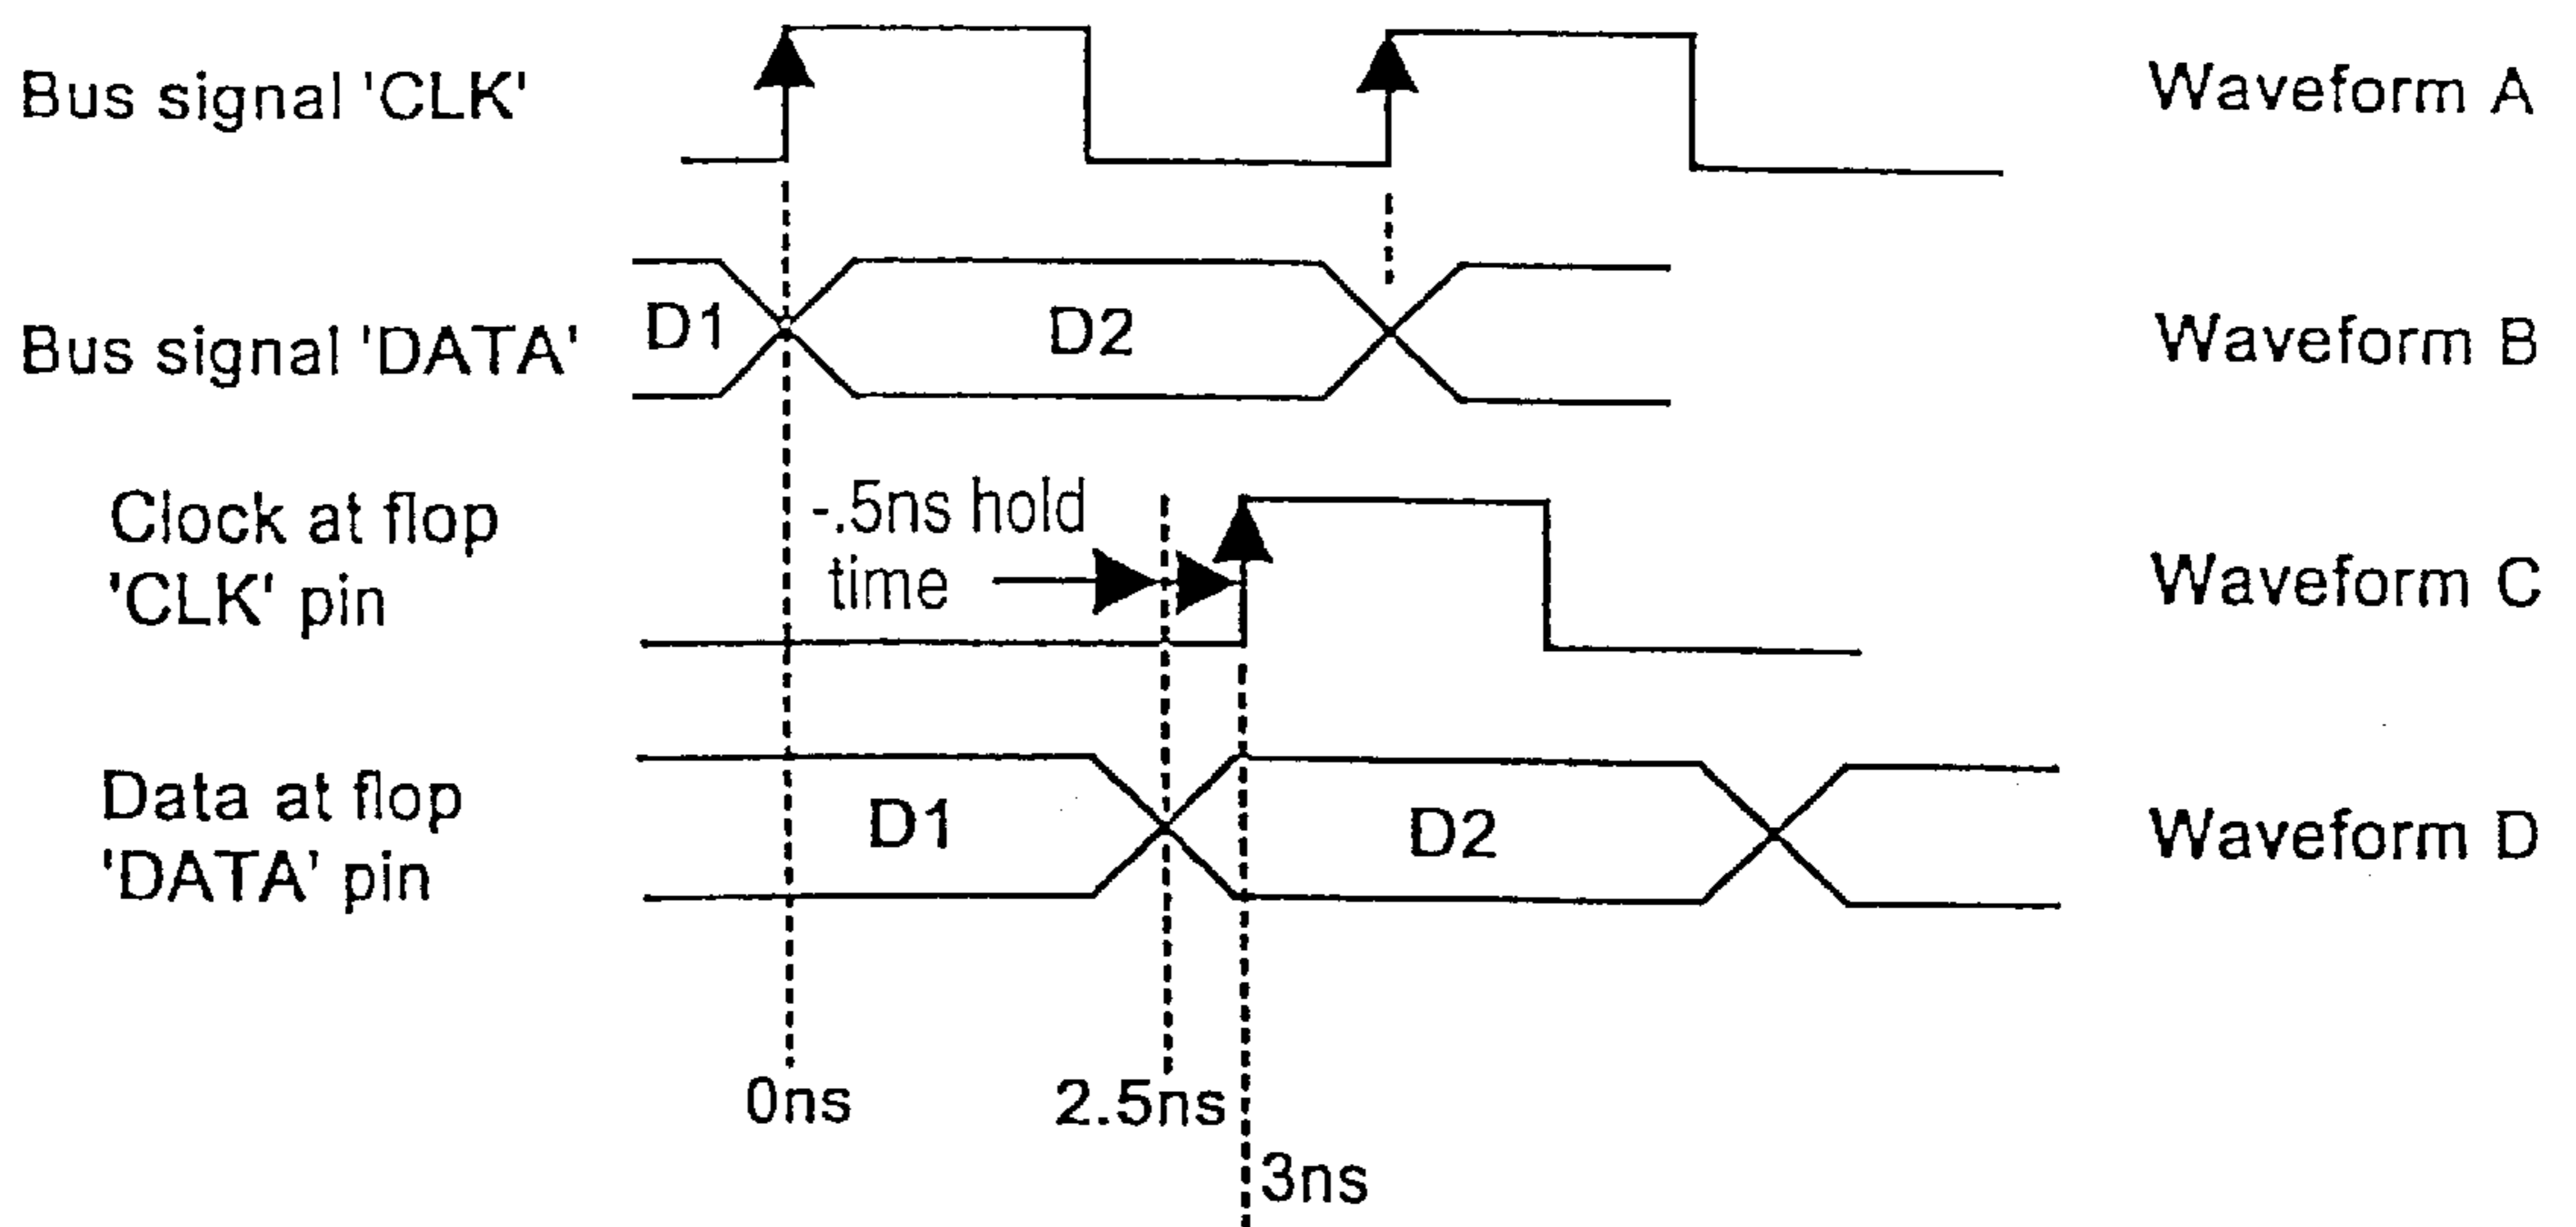 Bus signal 'CLK'
Waveform A
Bus signal 'DATA'
D1
D2
Waveform B
Clock at flop
'CLK' pin
-.5ns hold
time
Waveform C
Data at flop
'DATA' pin
D1
D2
Waveform D
0ns
2.5ns
3ns